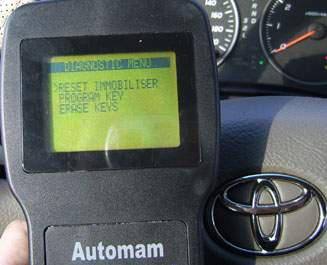 DIAGNOSTIC MENU
>RESET IMMOBILISER
PROGRAM KEY
ERASE KEYS
Automam